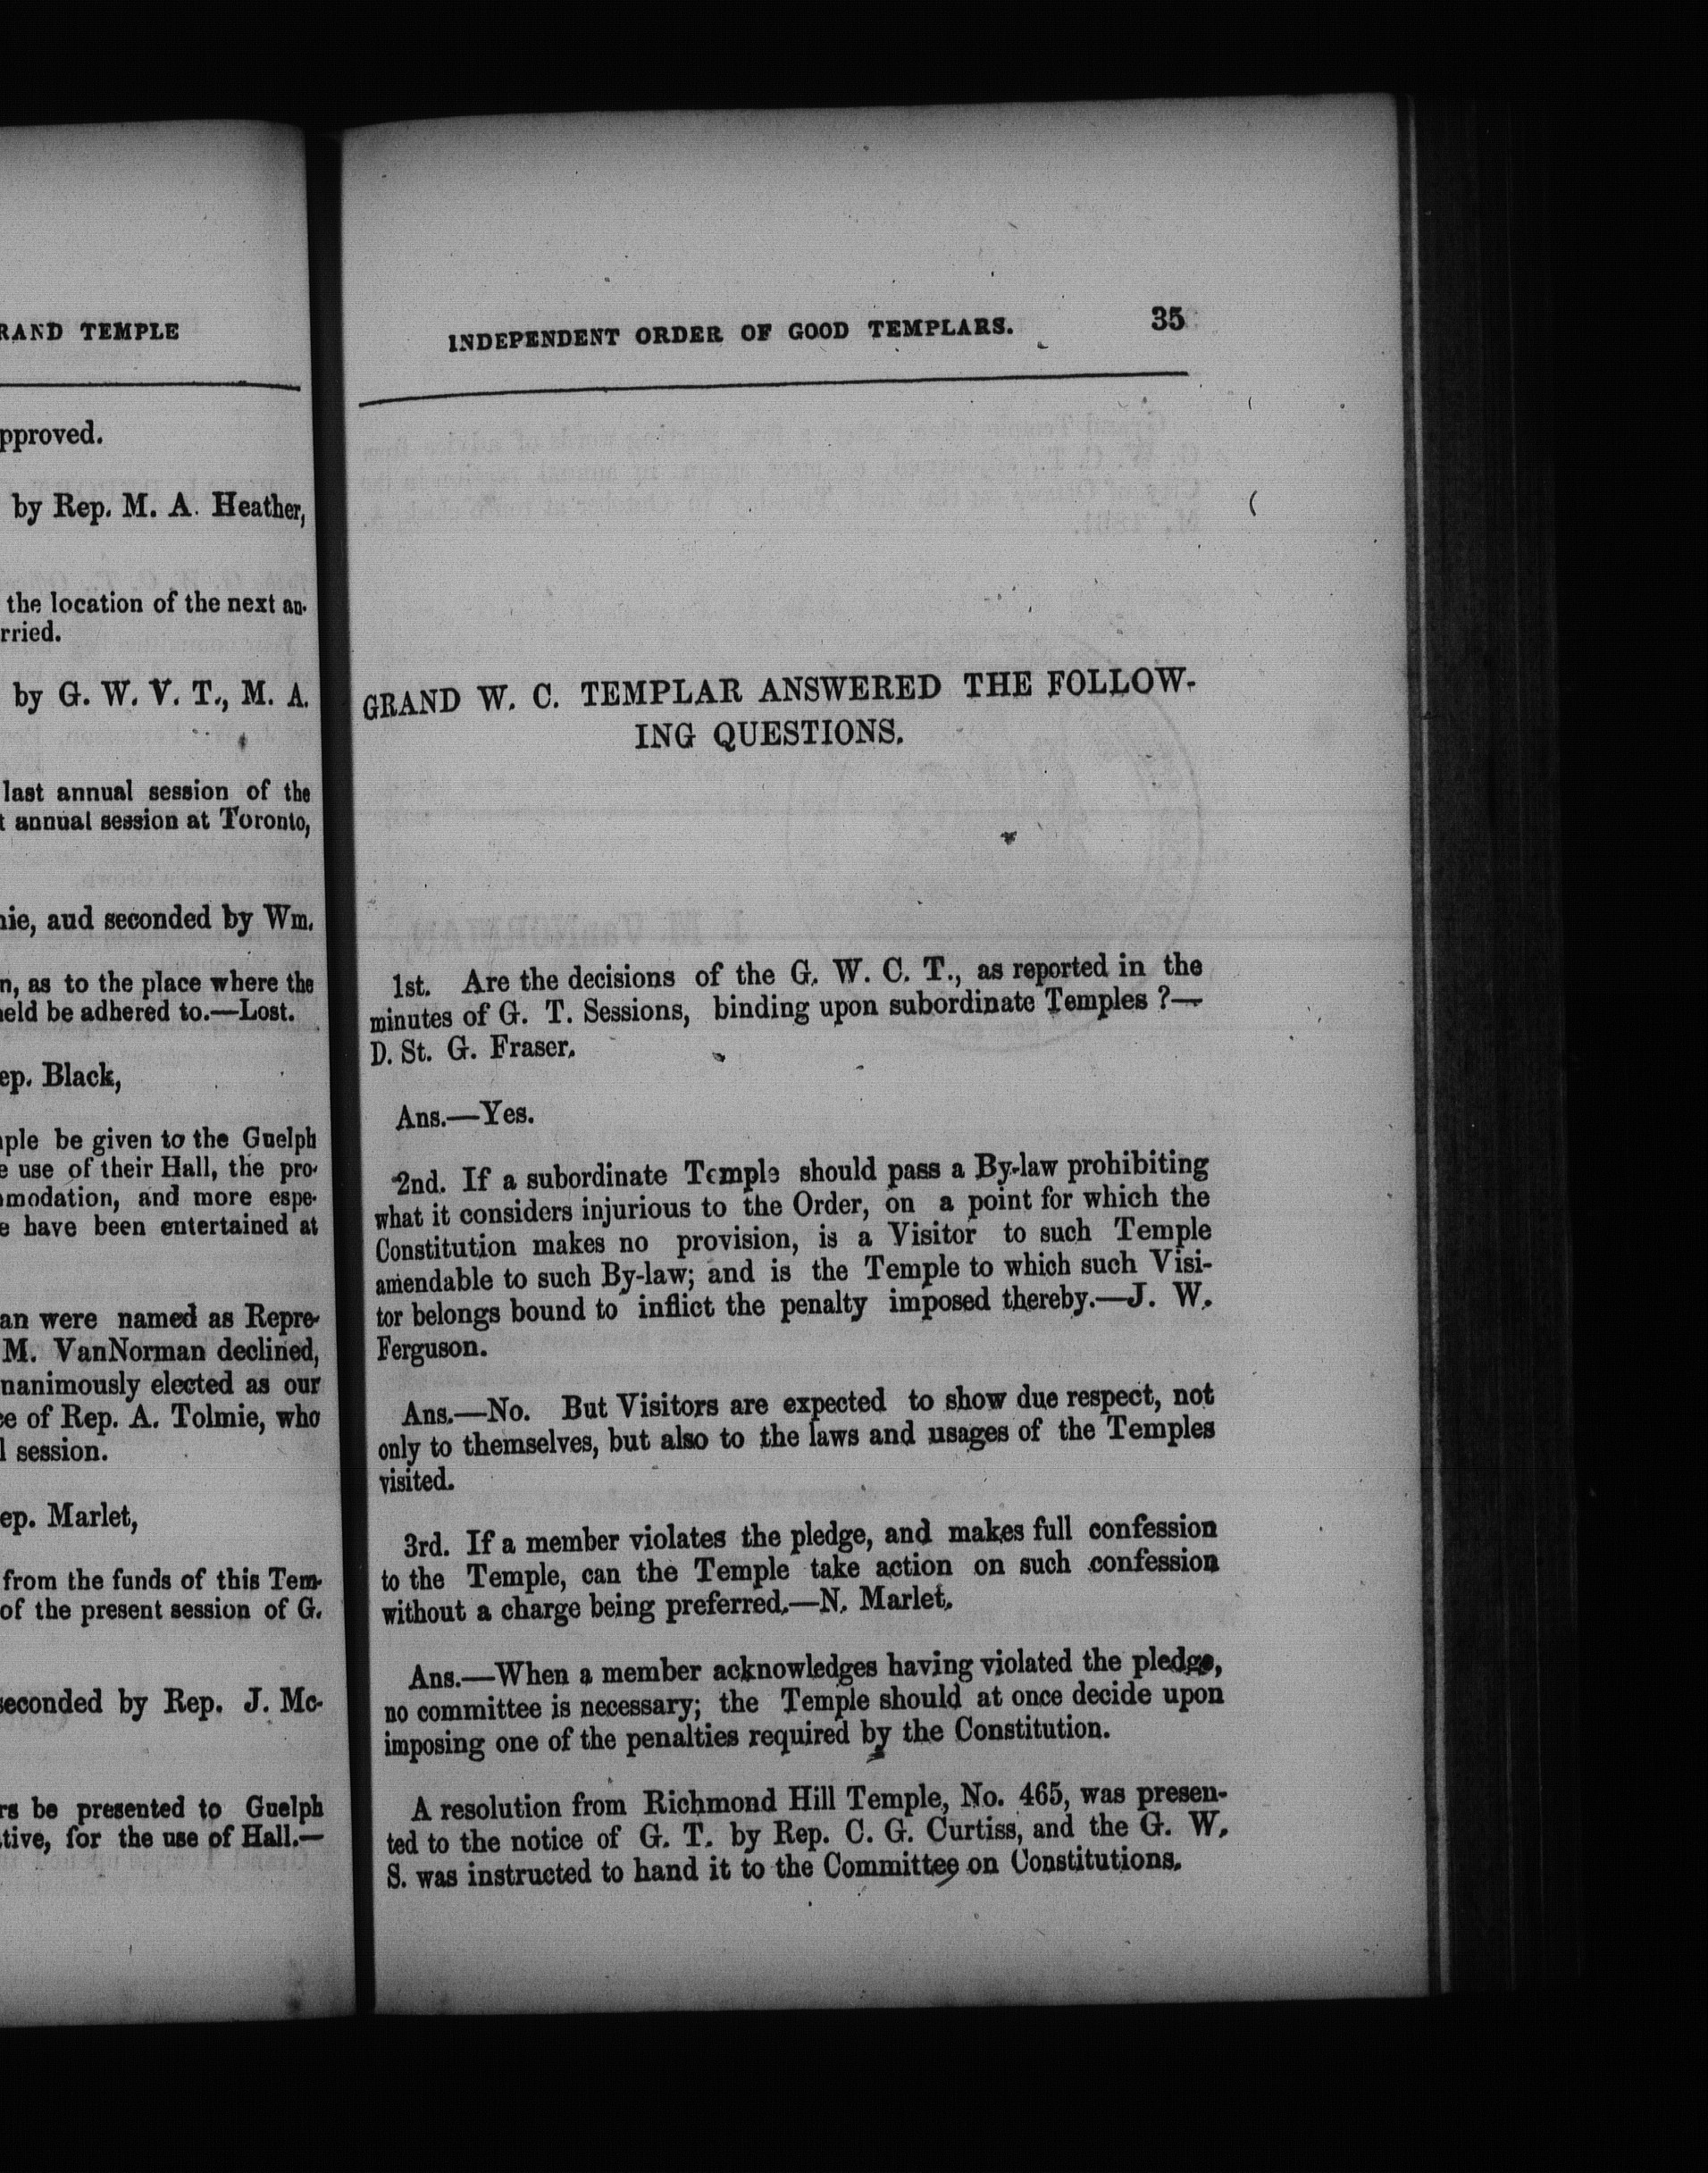 RAND TEMPLE
pproved.
by Rep. M. A. Heather,
the location of the next an-
rried.
by G. W. V. T., M. A.
last annual session of the
t annual session at Toronto,
nie, aud seconded by Wm.
n, as to the place where the
held be adhered to.—Lost.
ep. Black,
ple be given to the Guelph
e use of their Hall, the pro-
modation, and more espe-
e have been entertained at
an were named as Repre-
M. VanNorman declined,
nanimously elected as our
ce of Rep. A. Tolmie, who
l session.
ep. Marlet,
from the funds of this Tem-
of the present session of G.
seconded by Rep. J. Mc-
rs be presented to Guelph
tive, for the use of Hall.—
INDEPENDENT ORDER OF GOOD TEMPLARS. 35
GRAND W. C. TEMPLAR ANSWERED THE FOLLOW-
ING QUESTIONS.
1st. Are the decisions of the G. W. C. T., as reported in the
minutes of G. T. Sessions, binding upon subordinate Temples ?—
D. St. G. Fraser.
Ans.—Yes.
2nd. If a subordinate Temple should pass a By-law prohibiting
what it considers injurious to the Order, on a point for which the
Constitution makes no provision, is a Visitor to such Temple
amendable to such By-law; and is the Temple to which such Visi-
tor belongs bound to inflict the penalty imposed thereby.—J. W.
Ferguson.
Ans.—No. But Visitors are expected to show due respect, not
only to themselves, but also to the laws and usages of the Temples
visited.
3rd. If a member violates the pledge, and makes full confession
to the Temple, can the Temple take action on such confession
without a charge being preferred.—N. Marlet.
Ans.—When a member acknowledges having violated the pledge,
no committee is necessary; the Temple should at once decide upon
imposing one of the penalties required by the Constitution.
A resolution from Richmond Hill Temple, No. 465, was presen-
ted to the notice of G. T. by Rep. C. G. Curtiss, and the G. W.
S. was instructed to hand it to the Committee on Constitutions.